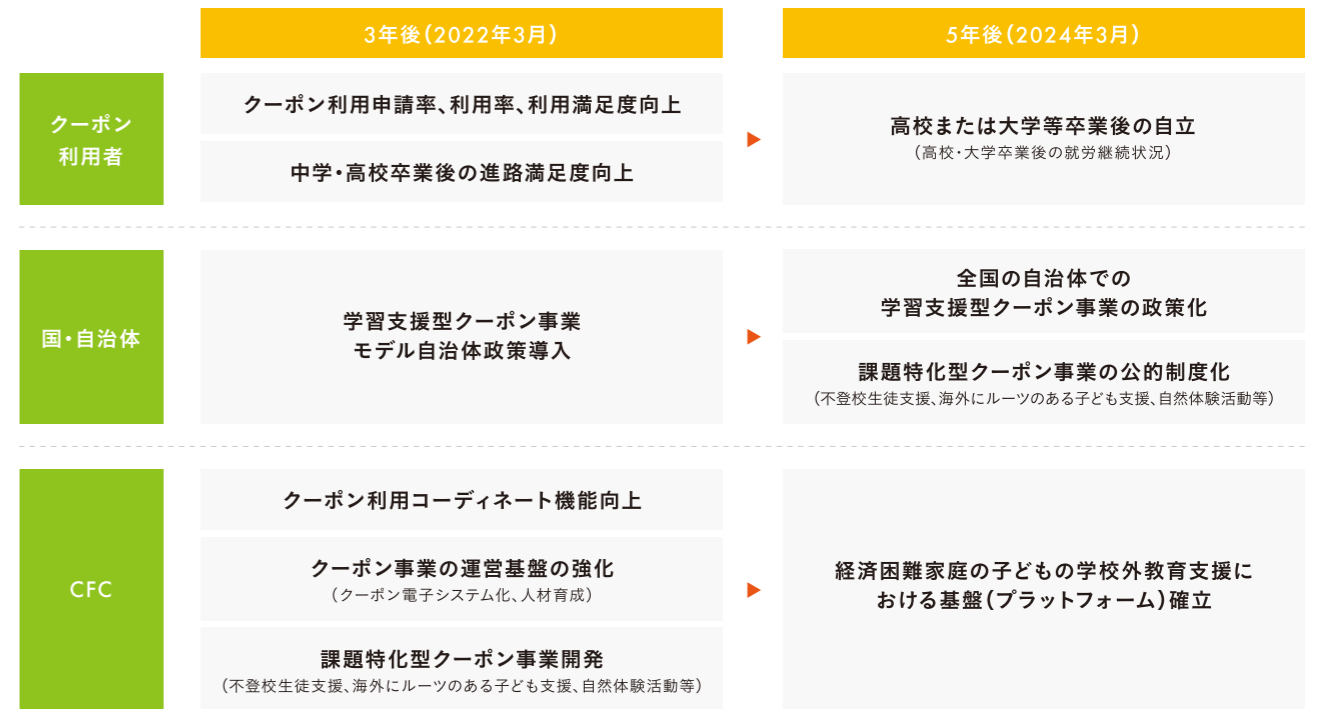 3年後(2022年3月)
5年後(2024年3月)
クーポン
利用者
クーポン利用申請率、利用率、利用満足度向上
中学・高校卒業後の進路満足度向上
高校または大学等卒業後の自立
(高校・大学卒業後の就労継続状況)
国・自治体
学習支援型クーポン事業
モデル自治体政策導入
全国の自治体での
学習支援型クーポン事業の政策化
課題特化型クーポン事業の公的制度化
(不登校生徒支援、海外にルーツのある子ども支援、自然体験活動等)
CFC
クーポン利用コーディネート機能向上
クーポン事業の運営基盤の強化
(クーポン電子システム化、人材育成)
課題特化型クーポン事業開発
(不登校生徒支援、海外にルーツのある子ども支援、自然体験活動等)
経済困難家庭の子どもの学校外教育支援に
おける基盤(プラットフォーム)確立